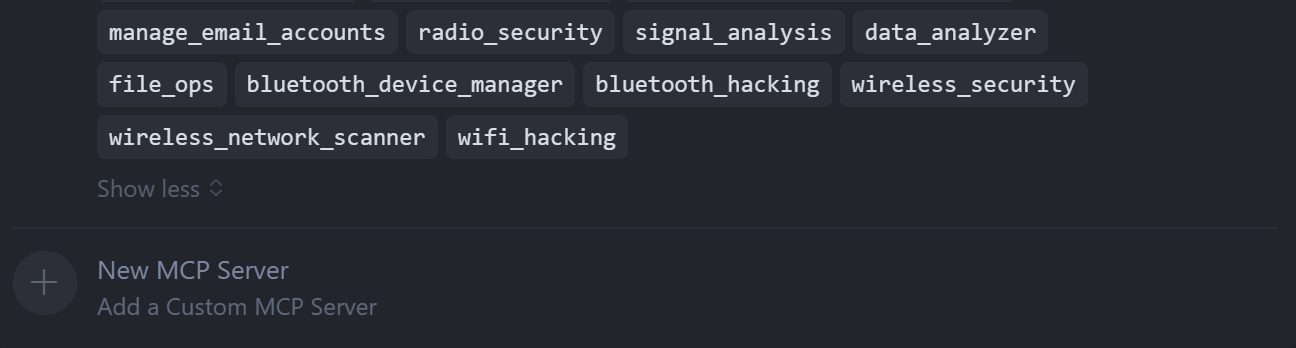 manage_email_accounts radio_security signal_analysis data_analyzer
file_ops bluetooth_device_manager bluetooth_hacking wireless_security
wireless_network_scanner wifi_hacking
Show less
New MCP Server
Add a Custom MCP Server